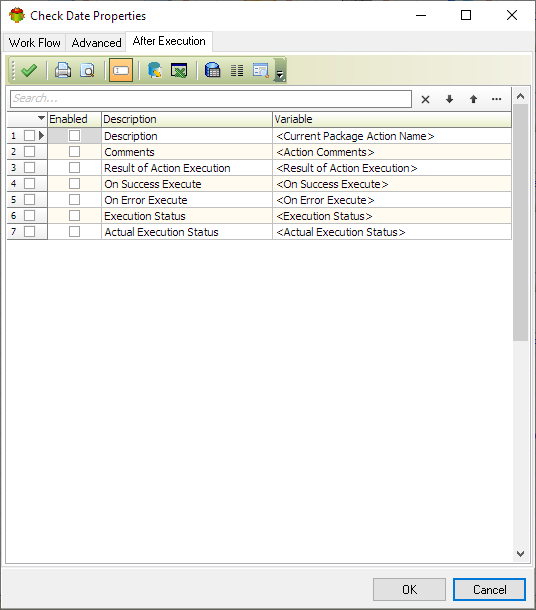 Check Date Properties
Work Flow Advanced After Execution
Search...
Enabled Description Variable
1 Description <Current Package Action Name>
2 Comments <Action Comments>
3 Result of Action Execution <Result of Action Execution>
4 On Success Execute <On Success Execute>
5 On Error Execute <On Error Execute>
6 Execution Status <Execution Status>
7 Actual Execution Status <Actual Execution Status>
OK Cancel